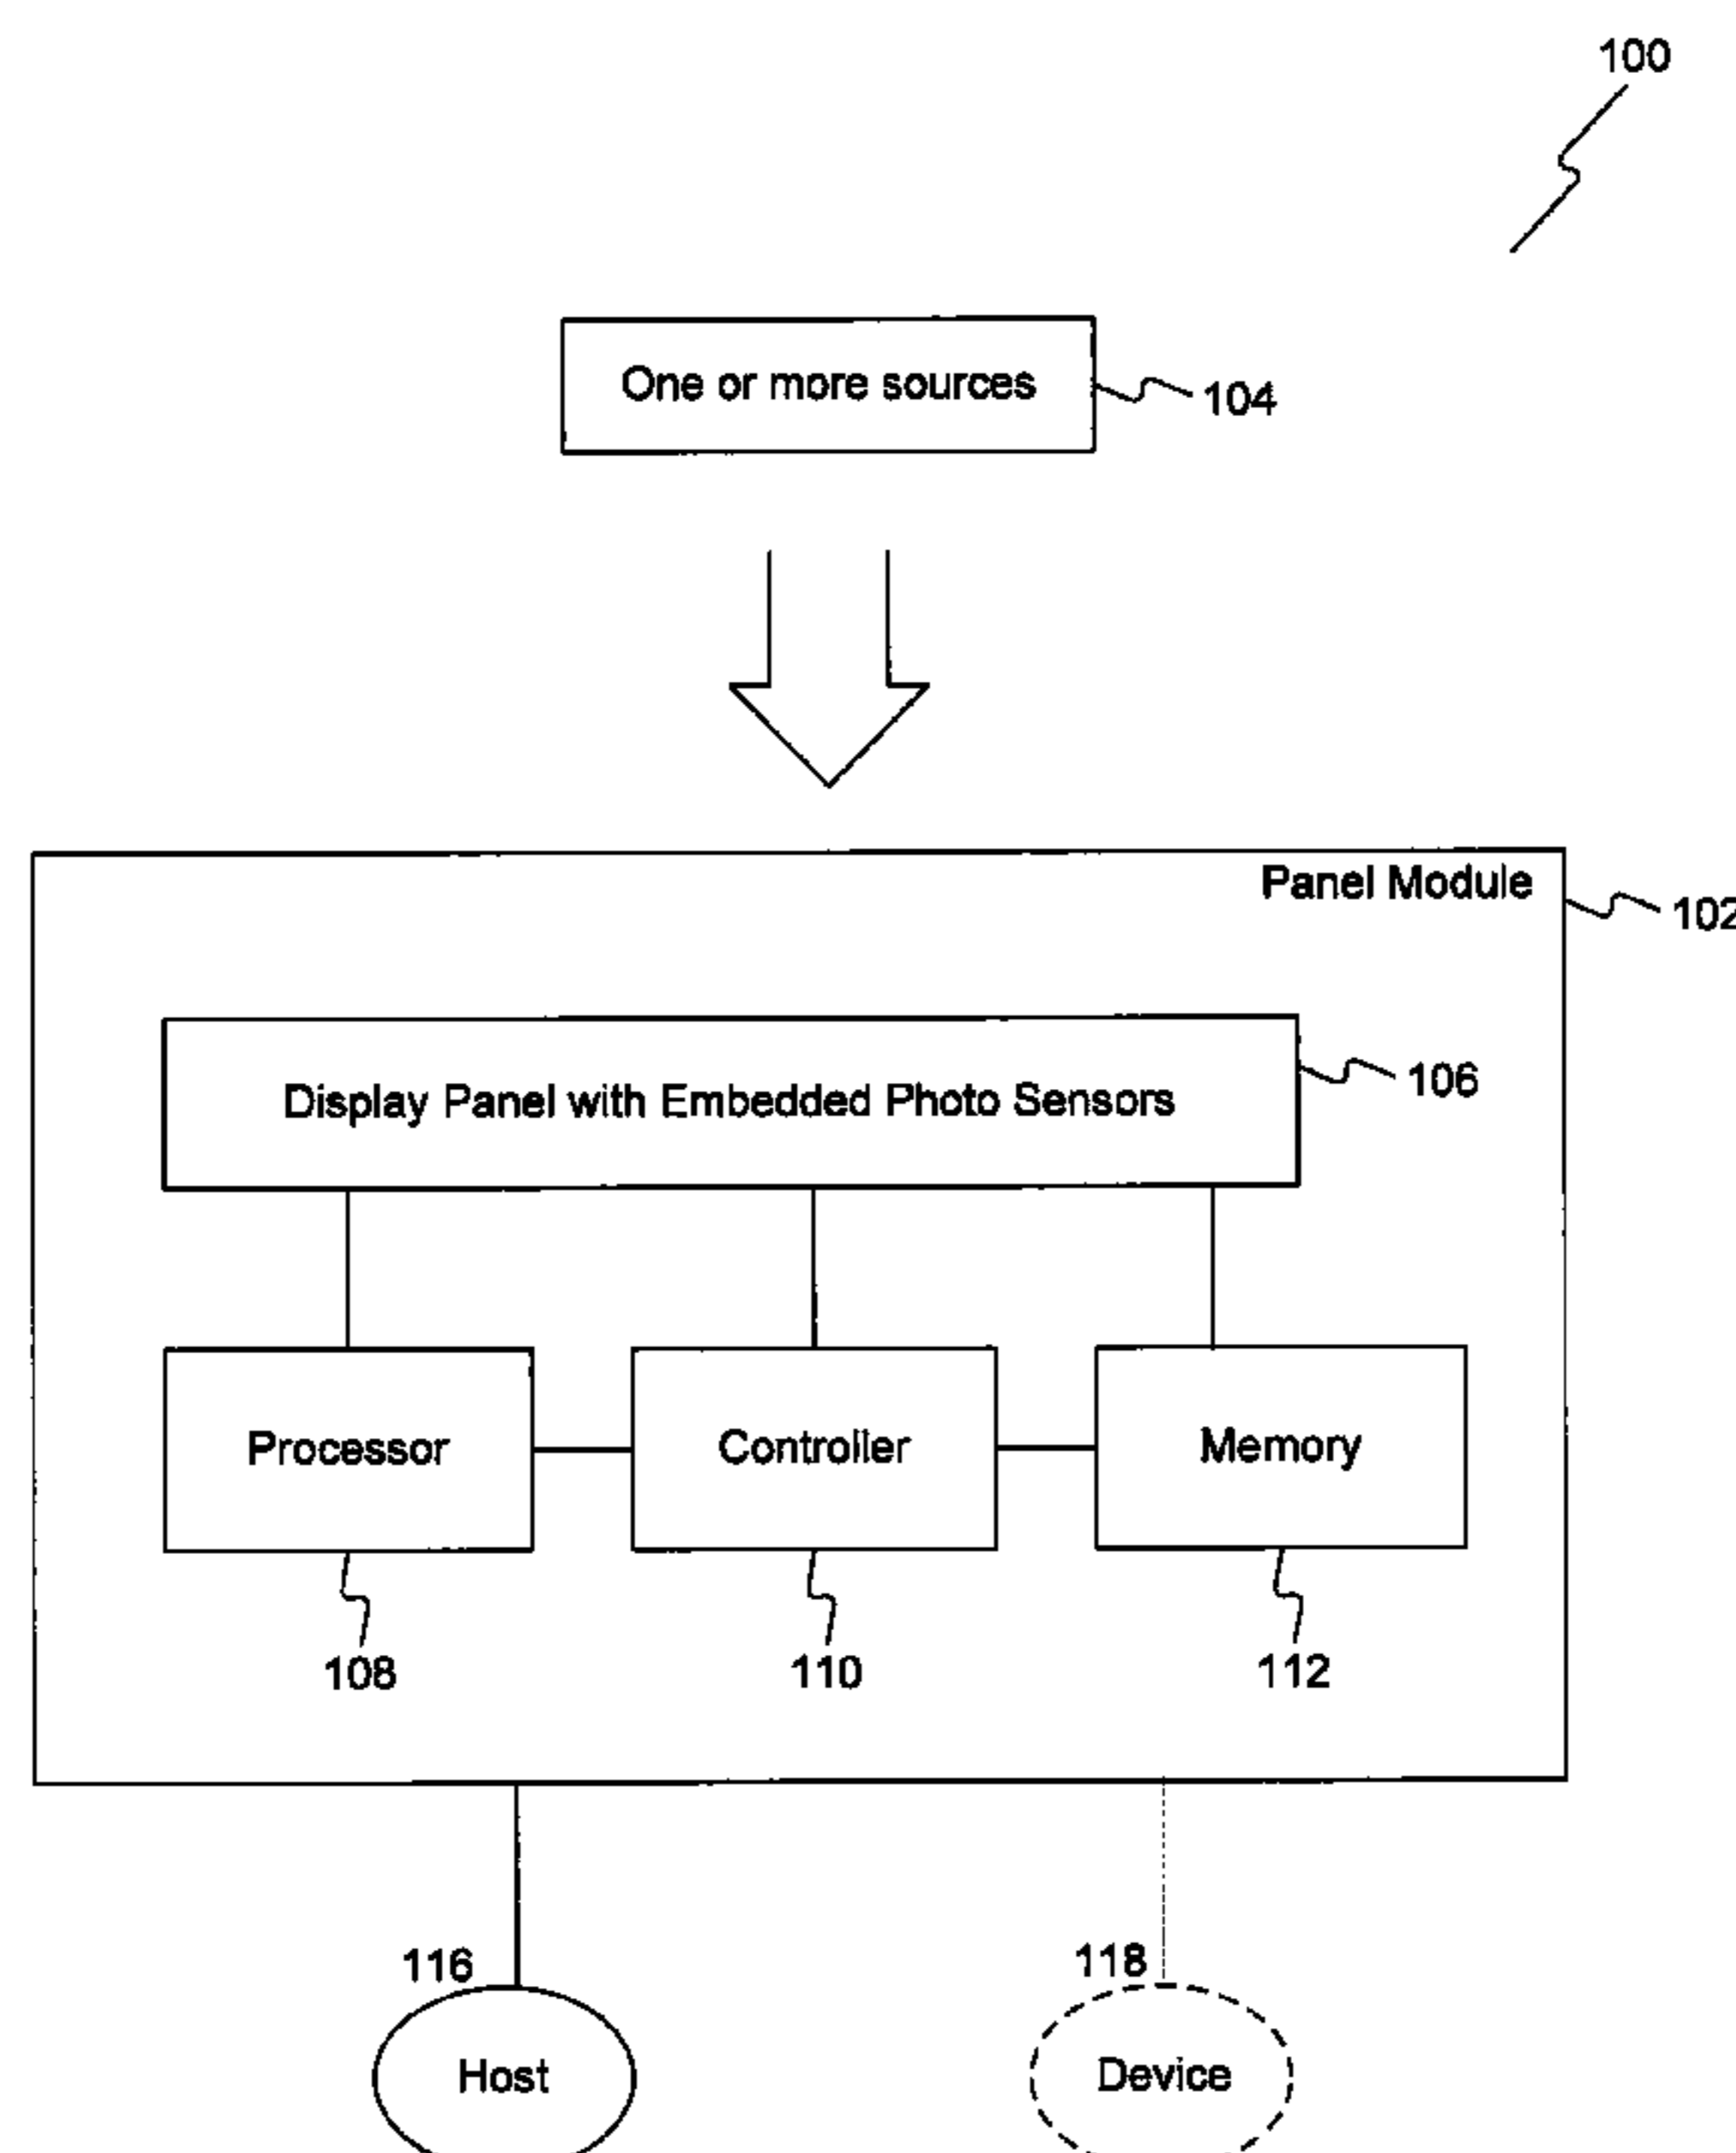 100
One or more sources
104
Panel Module
102
Display Panel with Embedded Photo Sensors
106
Processor
Controller
Memory
108
110
112
116
118
Host
Device